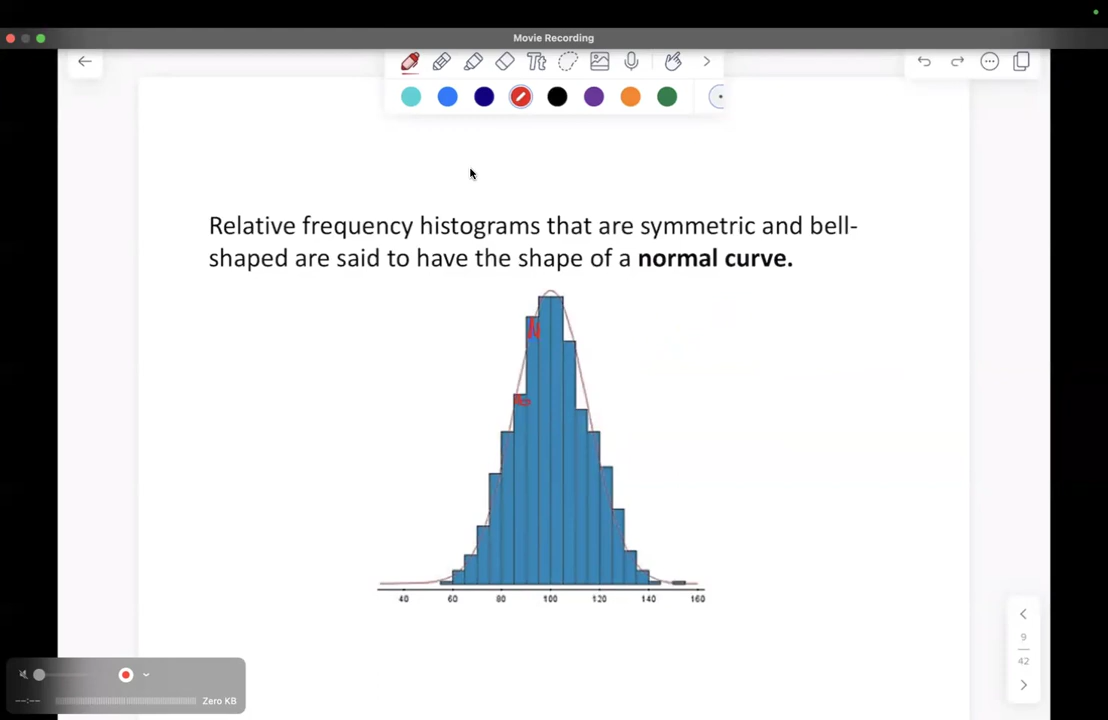 Movie Recording
Tt
Relative frequency histograms that are symmetric and bell-
shaped are said to have the shape of a normal curve.
40 60 80 100 120 140 160
9
42
--:-- Zero KB